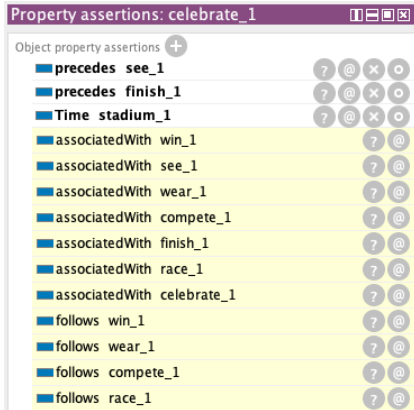 Property assertions: celebrate_1
Object property assertions
precedes see_1
precedes finish_1
Time stadium_1
associatedWith win_1
associatedWith see_1
associatedWith wear_1
associatedWith compete_1
associatedWith finish_1
associatedWith race_1
associatedWith celebrate_1
follows win_1
follows wear_1
follows compete_1
follows race_1